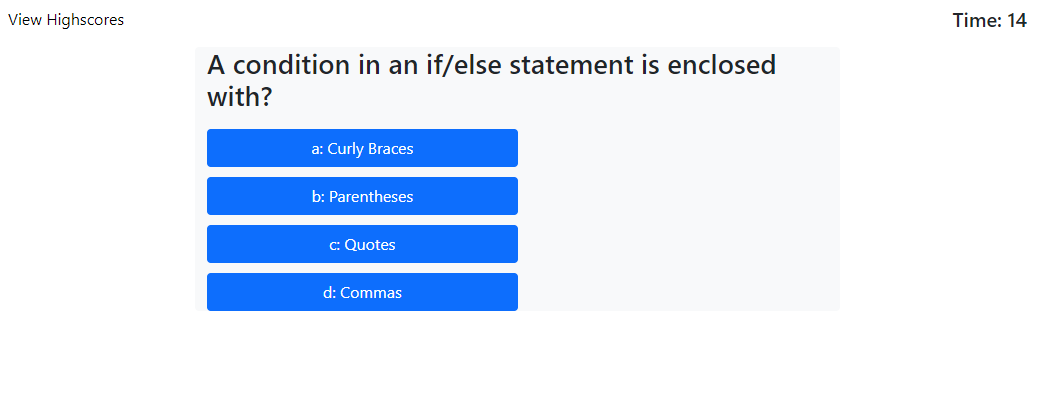 View Highscores
Time: 14
A condition in an if/else statement is enclosed
with?
a: Curly Braces
b: Parentheses
c: Quotes
d: Commas